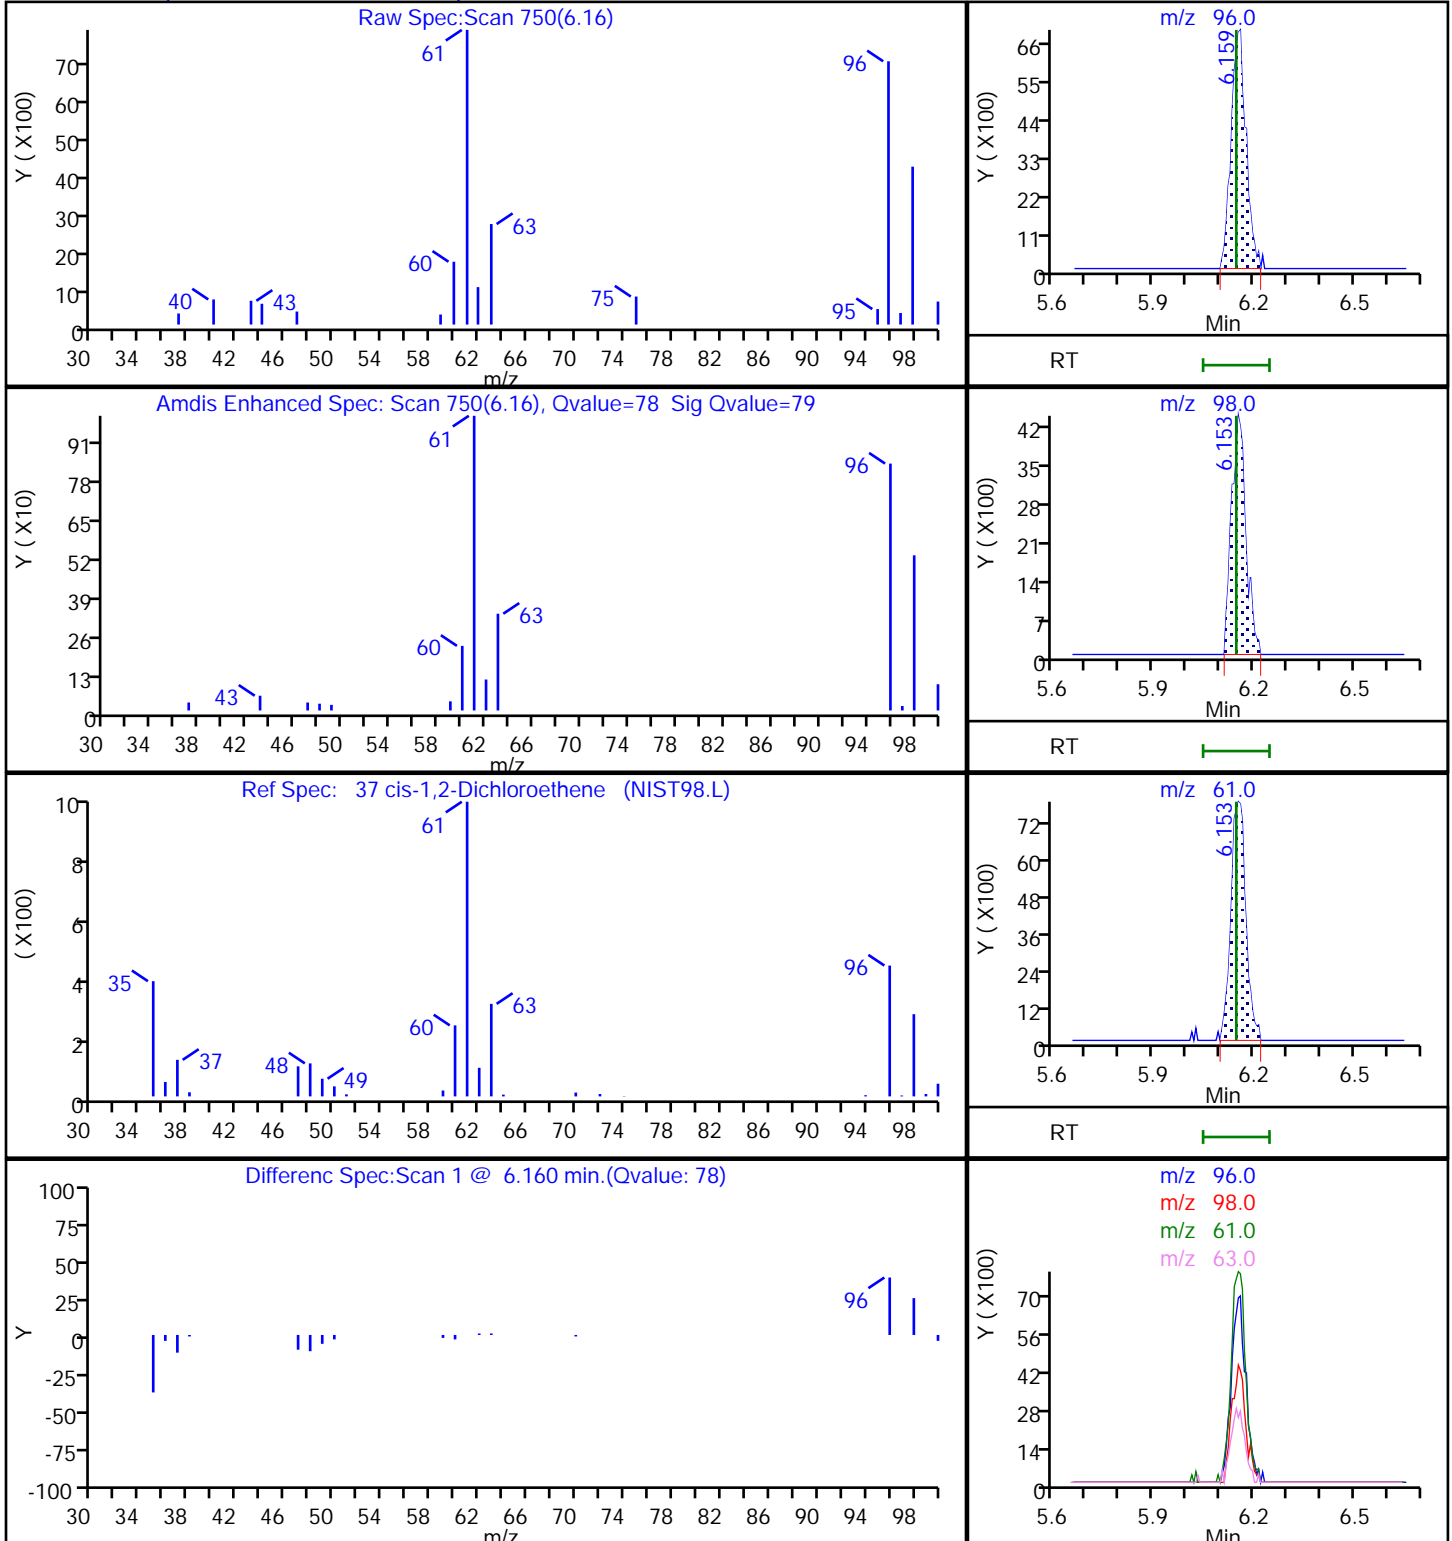 Raw Spec:Scan 750(6.16)
Y ( X100)
70
60
50
40
30
20
10
0
61
96
63
60
40
43
75
95
30 34 38 42 46 50 54 58 62 66 70 74 78 82 86 90 94 98
m/z
m/z 96.0
6.159
Y ( X100)
66
55
44
33
22
11
0
5.6 5.9 6.2 6.5
Min
RT
Amdis Enhanced Spec: Scan 750(6.16), Qvalue=78 Sig Qvalue=79
Y ( X10)
91
78
65
52
39
26
13
0
61
96
63
60
43
30 34 38 42 46 50 54 58 62 66 70 74 78 82 86 90 94 98
m/z
m/z 98.0
6.153
Y ( X100)
42
35
28
21
14
7
0
5.6 5.9 6.2 6.5
Min
RT
Ref Spec: 37 cis-1,2-Dichloroethene (NIST98.L)
( X100)
10
8
6
4
2
0
61
96
35
63
60
37
48
49
30 34 38 42 46 50 54 58 62 66 70 74 78 82 86 90 94 98
m/z 61.0
6.153
Y ( X100)
72
60
48
36
24
12
0
5.6 5.9 6.2 6.5
Min
RT
Differenc Spec:Scan 1 @ 6.160 min.(Qvalue: 78)
Y
100
75
50
25
0
-25
-50
-75
-100
96
30 34 38 42 46 50 54 58 62 66 70 74 78 82 86 90 94 98
m/z
m/z 96.0
m/z 98.0
m/z 61.0
m/z 63.0
Y ( X100)
70
56
42
28
14
0
5.6 5.9 6.2 6.5
Min